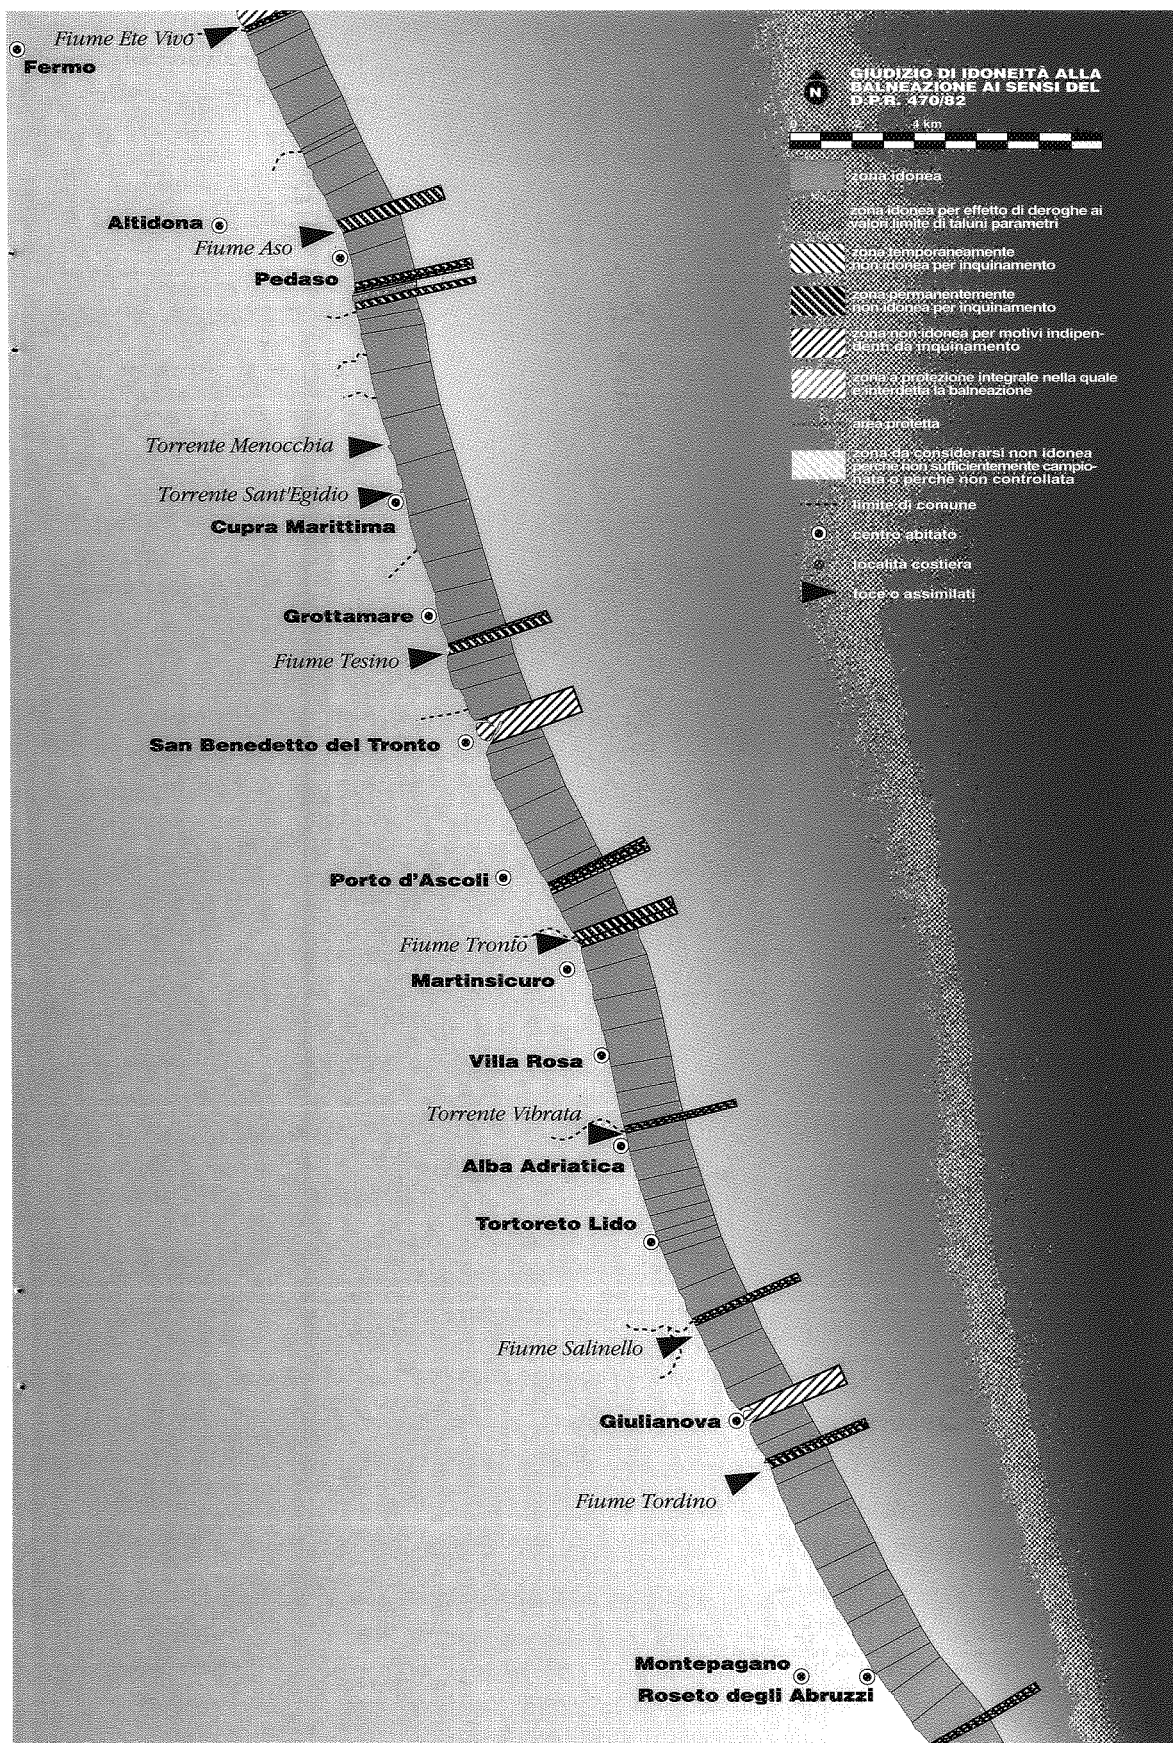 Fiume Ete Vivo
Fermo
GIUDIZIO DI IDONEITÀ ALLA
BALNEAZIONE AI SENSI DEL
D.P.R. 470/82
N
0 2 4 km
zona idonea
zona idonea per effetto di deroghe ai
valori limite di taluni parametri
zona temporaneamente
non idonea per inquinamento
zona permanentemente
non idonea per inquinamento
zona non idonea per motivi indipen-
denti da inquinamento
zona a protezione integrale nella quale
è interdetta la balneazione
area protetta
zona da considerarsi non idonea
perchè non sufficientemente campio-
nata o perchè non controllata
limite di comune
centro abitato
località costiera
foce o assimilati
Altidona
Fiume Aso
Pedaso
Torrente Menocchia
Torrente Sant'Egidio
Cupra Marittima
Grottamare
Fiume Tesino
San Benedetto del Tronto
Porto d'Ascoli
Fiume Tronto
Martinsicuro
Villa Rosa
Torrente Vibrata
Alba Adriatica
Tortoreto Lido
Fiume Salinello
Giulianova
Fiume Tordino
Montepagano
Roseto degli Abruzzi